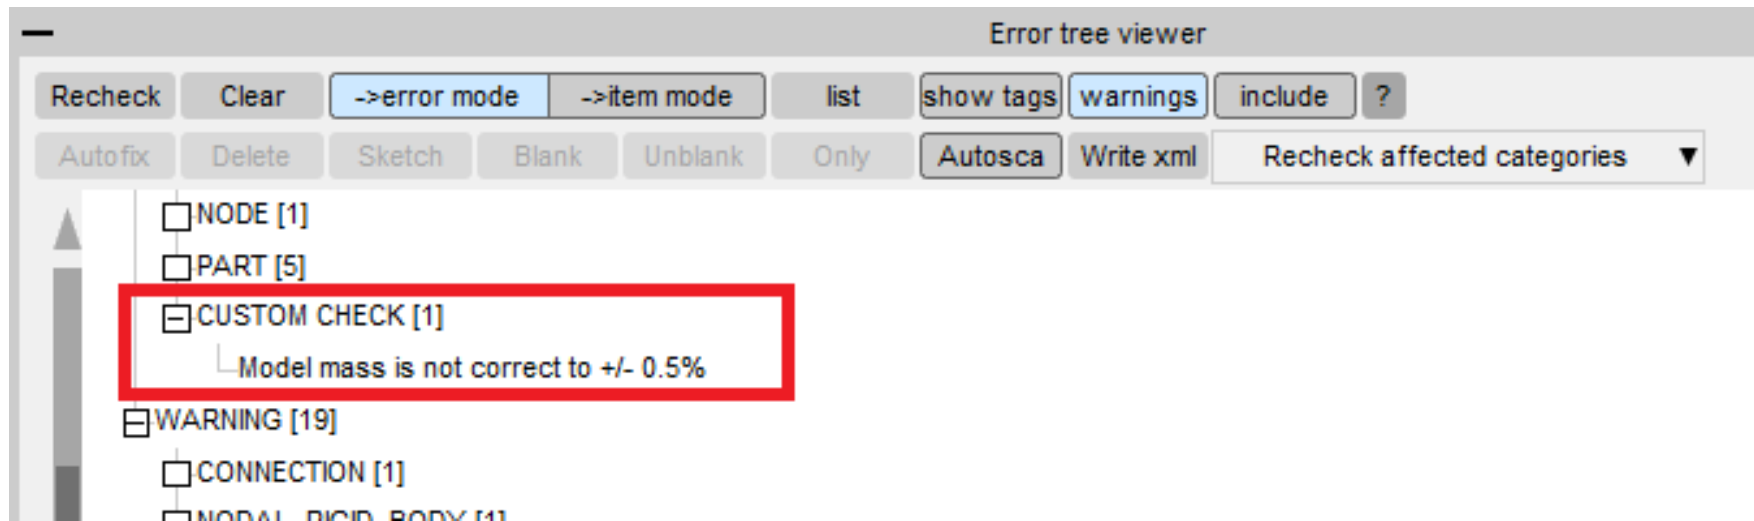 Error tree viewer
Recheck Clear ->error mode ->item mode list show tags warnings include ?
Autofix Delete Sketch Blank Unblank Only Autosca Write xml Recheck affected categories ▼
NODE [1]
PART [5]
CUSTOM CHECK [1]
Model mass is not correct to +/- 0.5%
WARNING [19]
CONNECTION [1]
NODAL_RIGID_BODY [1]